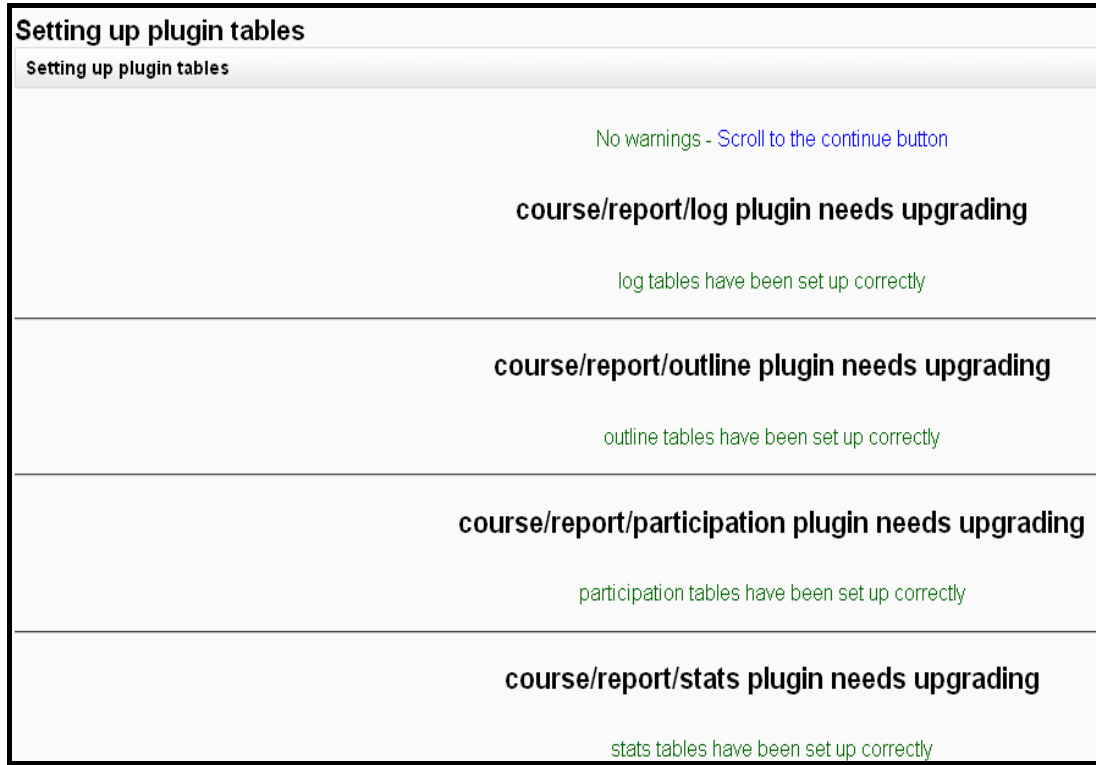 Setting up plugin tables
Setting up plugin tables
No warnings - Scroll to the continue button
course/report/log plugin needs upgrading
log tables have been set up correctly
course/report/outline plugin needs upgrading
outline tables have been set up correctly
course/report/participation plugin needs upgrading
participation tables have been set up correctly
course/report/stats plugin needs upgrading
stats tables have been set up correctly